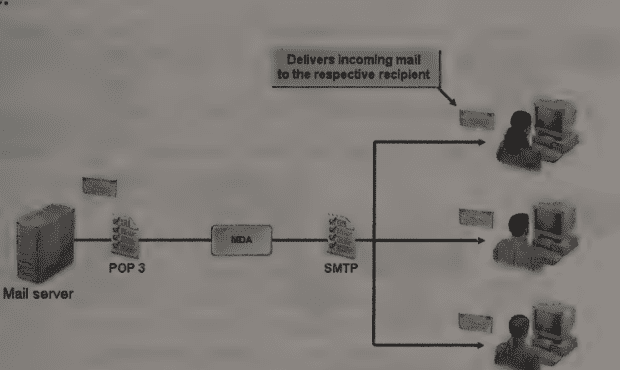 Delivers incoming mail
to the respective recipient
MDA
POP 3
SMTP
Mail server